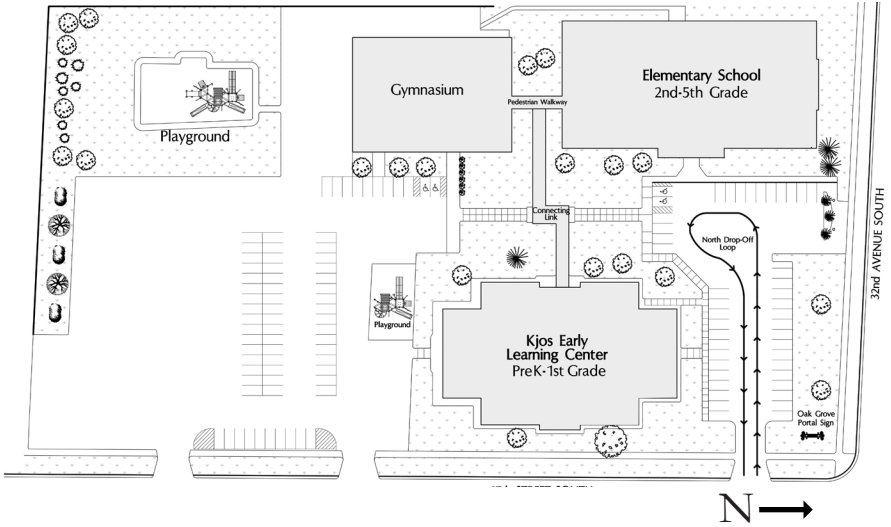 Gymnasium
Elementary School
2nd-5th Grade
Pedestrian Walkway
Playground
Connecting
Link
North Drop-Off
Loop
32nd AVENUE SOUTH
Playground
Kjos Early
Learning Center
PreK-1st Grade
Oak Grove
Portal Sign
N